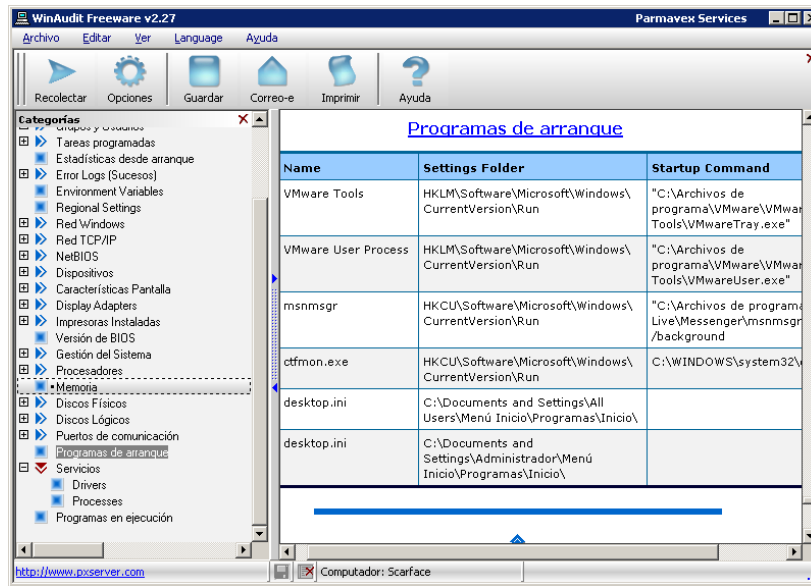 WinAudit Freeware v2.27
Parmavex Services
Archivo Editar Ver Language Ayuda
Recolectar Opciones Guardar Correo-e Imprimir Ayuda
Categorías
Grupos y Usuarios
Tareas programadas
Estadísticas desde arranque
Error Logs (Sucesos)
Environment Variables
Regional Settings
Red Windows
Red TCP/IP
NetBIOS
Dispositivos
Características Pantalla
Display Adapters
Impresoras Instaladas
Versión de BIOS
Gestión del Sistema
Procesadores
Memoria
Discos Físicos
Discos Lógicos
Puertos de comunicación
Programas de arranque
Servicios
Drivers
Processes
Programas en ejecución
Programas de arranque
Name Settings Folder Startup Command
VMware Tools
HKLM\Software\Microsoft\Windows\
CurrentVersion\Run
"C:\Archivos de
programa\VMware\VMwar
Tools\VMwareTray.exe"
VMware User Process
HKLM\Software\Microsoft\Windows\
CurrentVersion\Run
"C:\Archivos de
programa\VMware\VMwar
Tools\VMwareUser.exe"
msnmsgr
HKCU\Software\Microsoft\Windows\
CurrentVersion\Run
"C:\Archivos de programa
Live\Messenger\msnmsgr
/background
ctfmon.exe
HKCU\Software\Microsoft\Windows\
CurrentVersion\Run
C:\WINDOWS\system32\
desktop.ini
C:\Documents and Settings\All
Users\Menú Inicio\Programas\Inicio\
desktop.ini
C:\Documents and
Settings\Administrador\Menú
Inicio\Programas\Inicio\
http://www.pxserver.com
Computador: Scarface